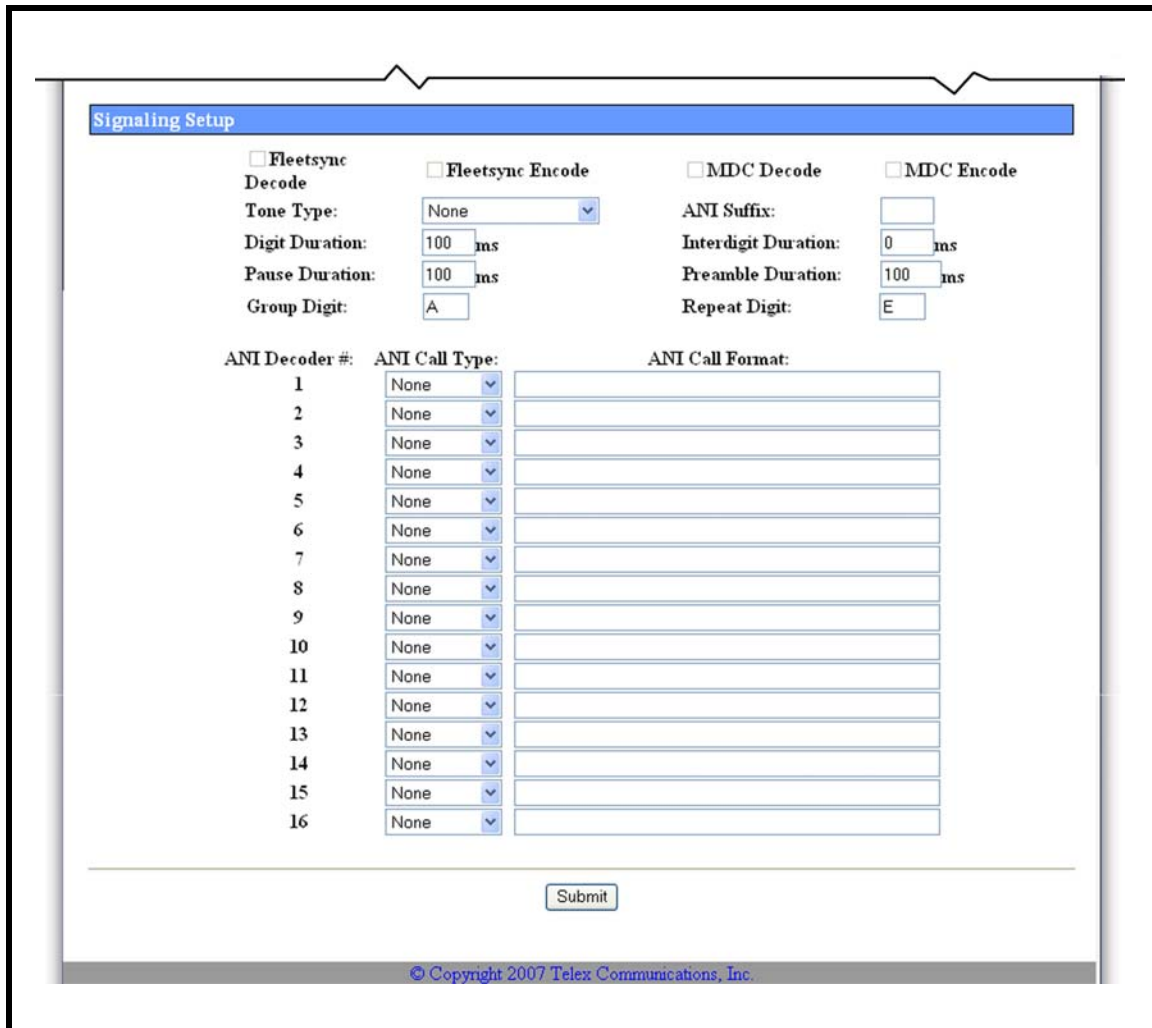 Signaling Setup
Fleetsync Decode Fleetsync Encode MDC Decode MDC Encode
Tone Type: None ANI Suffix:
Digit Duration: 100 ms Interdigit Duration: 0 ms
Pause Duration: 100 ms Preamble Duration: 100 ms
Group Digit: A Repeat Digit: E
ANI Decoder #: ANI Call Type: ANI Call Format:
1 None
2 None
3 None
4 None
5 None
6 None
7 None
8 None
9 None
10 None
11 None
12 None
13 None
14 None
15 None
16 None
Submit
© Copyright 2007 Telex Communications, Inc.